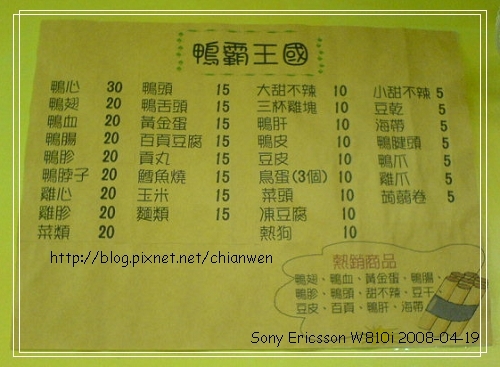 鴨霸王國
鴨心 30
鴨翅 20
鴨血 20
鴨腸 20
鴨胗 20
鴨脖子 20
雞心 20
雞胗 20
菜類 20
鴨頭 15
鴨舌頭 15
黃金蛋 15
百頁豆腐 15
貢丸 15
鱈魚燒 15
玉米 15
麵類 15
大甜不辣 10
三杯雞塊 10
鴨肝 10
鴨皮 10
豆皮 10
鳥蛋(3個) 10
菜頭 10
凍豆腐 10
熱狗 10
小甜不辣 5
豆乾 5
海帶 5
鴨腱頭 5
鴨爪 5
雞爪 5
蒟蒻卷 5
http://blog.pixnet.net/chianwen
熱銷商品
鴨翅、鴨血、黃金蛋、鴨腸、
鴨胗、鴨頭、甜不辣、豆干、
豆皮、百頁、鴨肝、海帶
Sony Ericsson W810i 2008-04-19